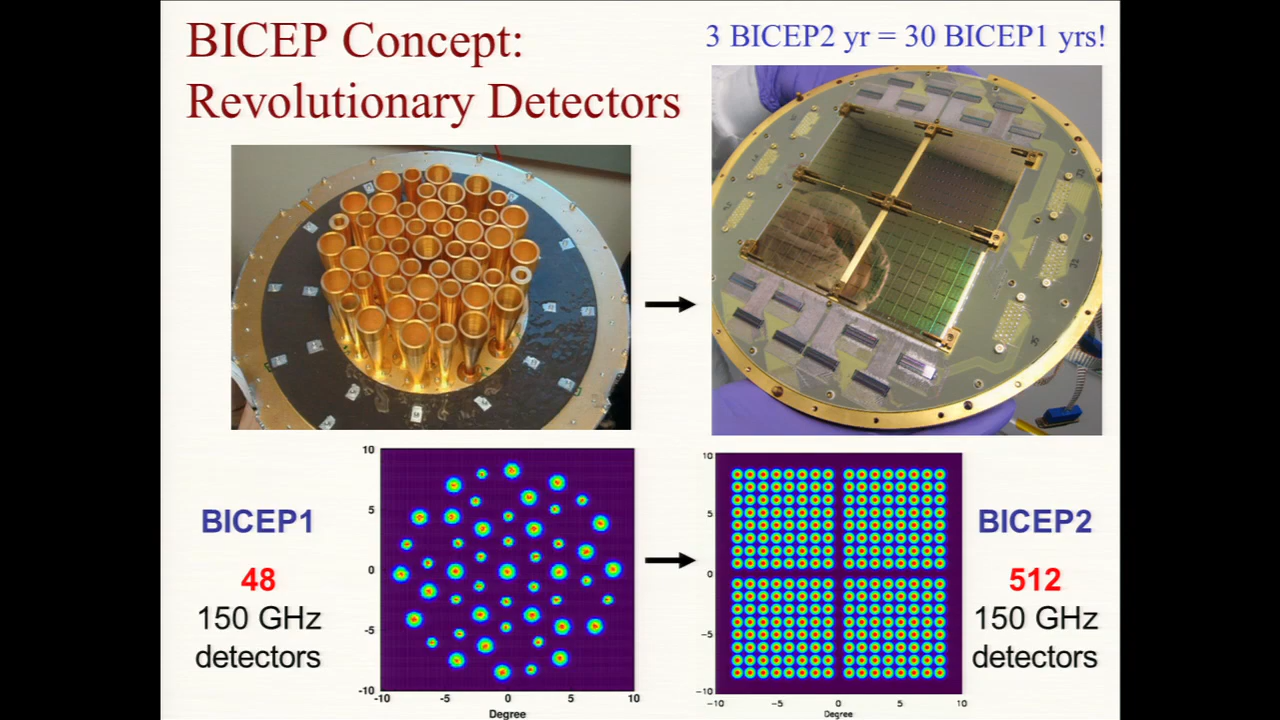 BICEP Concept:
Revolutionary Detectors
3 BICEP2 yr = 30 BICEP1 yrs!
BICEP1
48
150 GHz
detectors
10
5
0
-5
-10
-10
-5
0
5
10
Degree
10
5
0
-5
-10
-10
-5
0
5
10
Degree
BICEP2
512
150 GHz
detectors